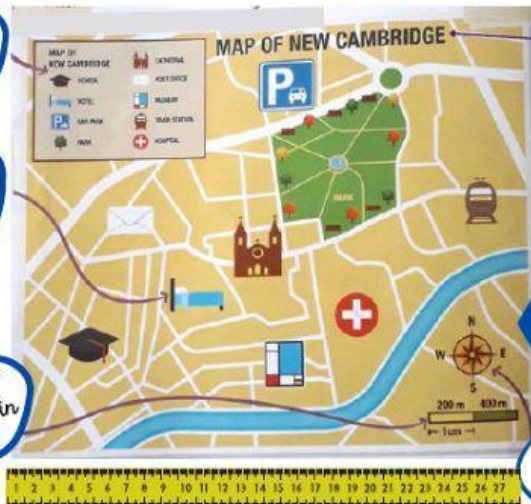 MAP OF NEW CAMBRIDGE
MAP OF
NEW CAMBRIDGE
SCHOOL
CATHEDRAL
HOTEL
POST OFFICE
P CAR PARK
MUSEUM
PARK
TRAIN STATION
HOSPITAL
P
PARK
N
W E
S
in
200 m 400 m
1cm
1 2 3 4 5 6 7 8 9 10 11 12 13 14 15 16 17 18 19 20 21 22 23 24 25 26 27